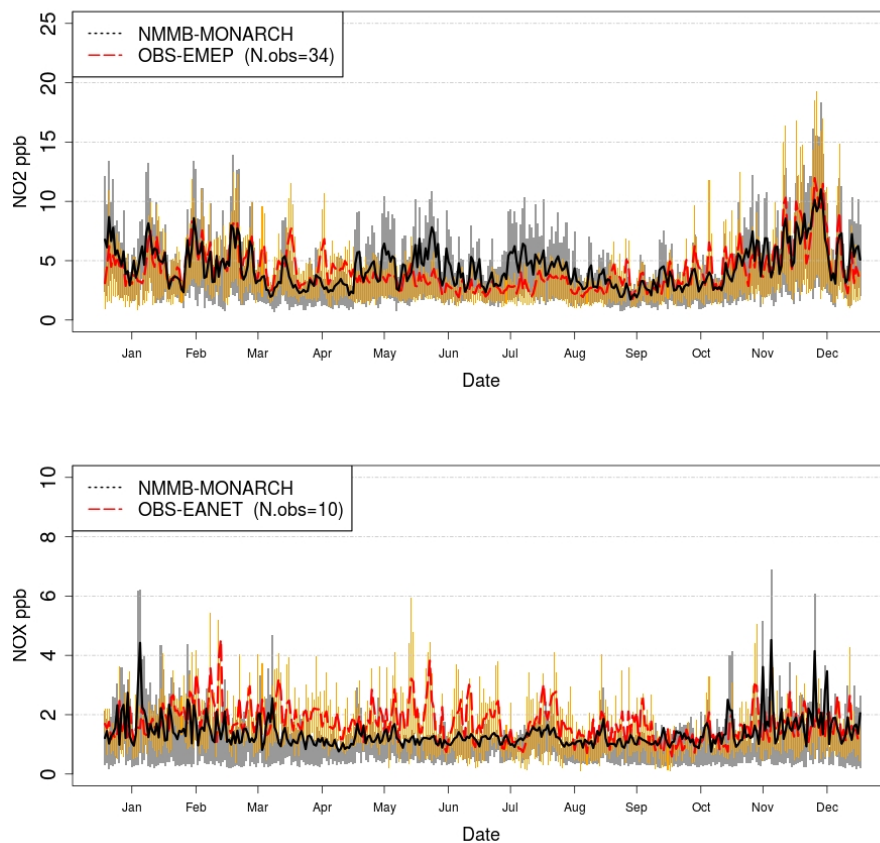 25
20
15
10
5
0
NO2 ppb
NMMB-MONARCH
OBS-EMEP (N.obs=34)
Jan Feb Mar Apr May Jun Jul Aug Sep Oct Nov Dec
Date
10
8
6
4
2
0
NOX ppb
NMMB-MONARCH
OBS-EANET (N.obs=10)
Jan Feb Mar Apr May Jun Jul Aug Sep Oct Nov Dec
Date